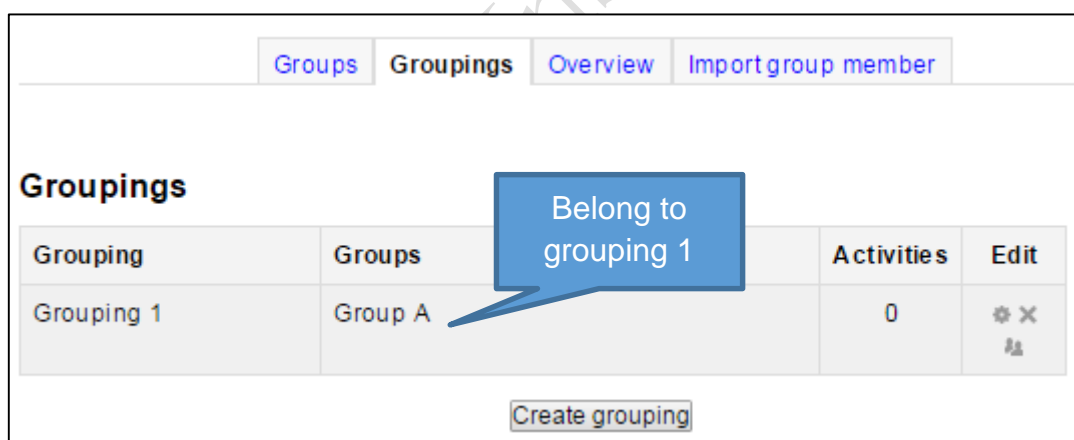 Groups Groupings Overview Import group member
Groupings
Belong to
grouping 1
Grouping Groups Activities Edit
Grouping 1 Group A 0
Create grouping